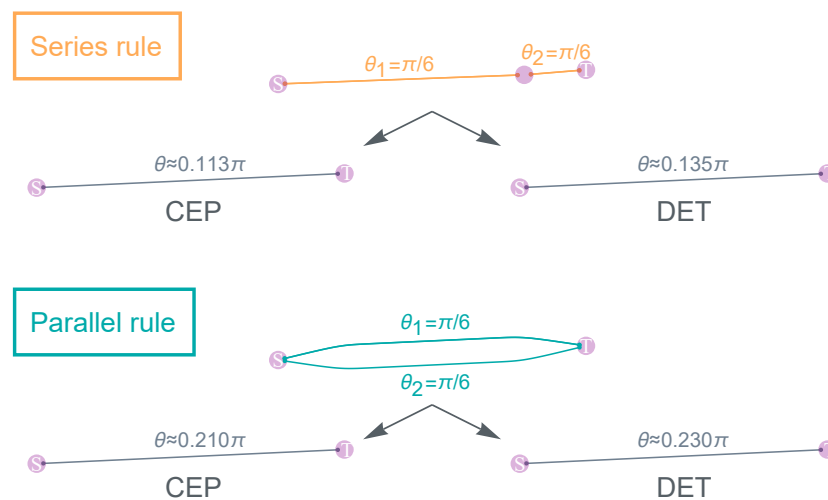 Series rule
θ₁=π/6
θ₂=π/6
S
T
θ≈0.113π
θ≈0.135π
S
T
S
T
CEP
DET
Parallel rule
θ₁=π/6
S
T
θ₂=π/6
θ≈0.210π
θ≈0.230π
S
T
S
T
CEP
DET